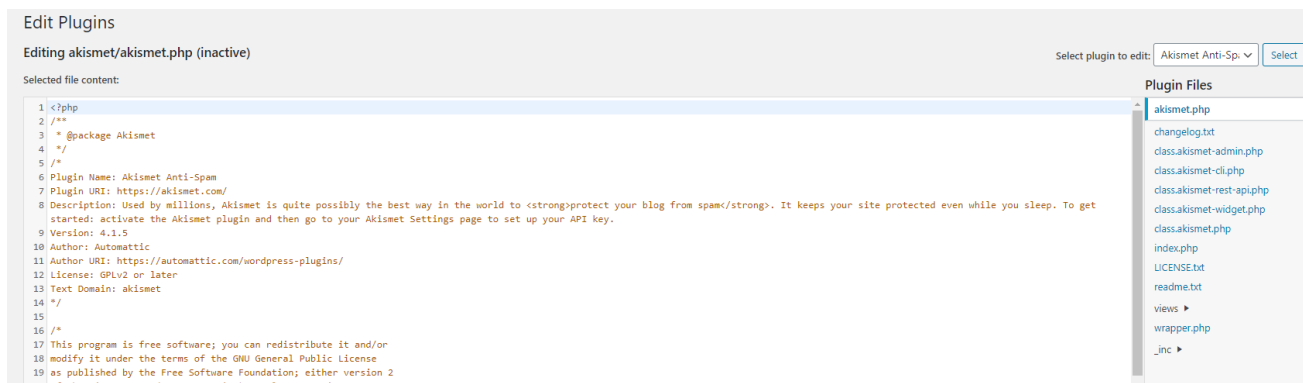 Edit Plugins
Editing akismet/akismet.php (inactive)
Select plugin to edit: Akismet Anti-Sp. Select
Selected file content:
Plugin Files
1 <?php
2 /**
3 * @package Akismet
4 */
5 /*
6 Plugin Name: Akismet Anti-Spam
7 Plugin URI: https://akismet.com/
8 Description: Used by millions, Akismet is quite possibly the best way in the world to <strong>protect your blog from spam</strong>. It keeps your site protected even while you sleep. To get
started: activate the Akismet plugin and then go to your Akismet Settings page to set up your API key.
9 Version: 4.1.5
10 Author: Automattic
11 Author URI: https://automattic.com/wordpress-plugins/
12 License: GPLv2 or later
13 Text Domain: akismet
14 */
15
16 /*
17 This program is free software; you can redistribute it and/or
18 modify it under the terms of the GNU General Public License
19 as published by the Free Software Foundation; either version 2
akismet.php
changelog.txt
class.akismet-admin.php
class.akismet-cli.php
class.akismet-rest-api.php
class.akismet-widget.php
class.akismet.php
index.php
LICENSE.txt
readme.txt
views
wrapper.php
_inc